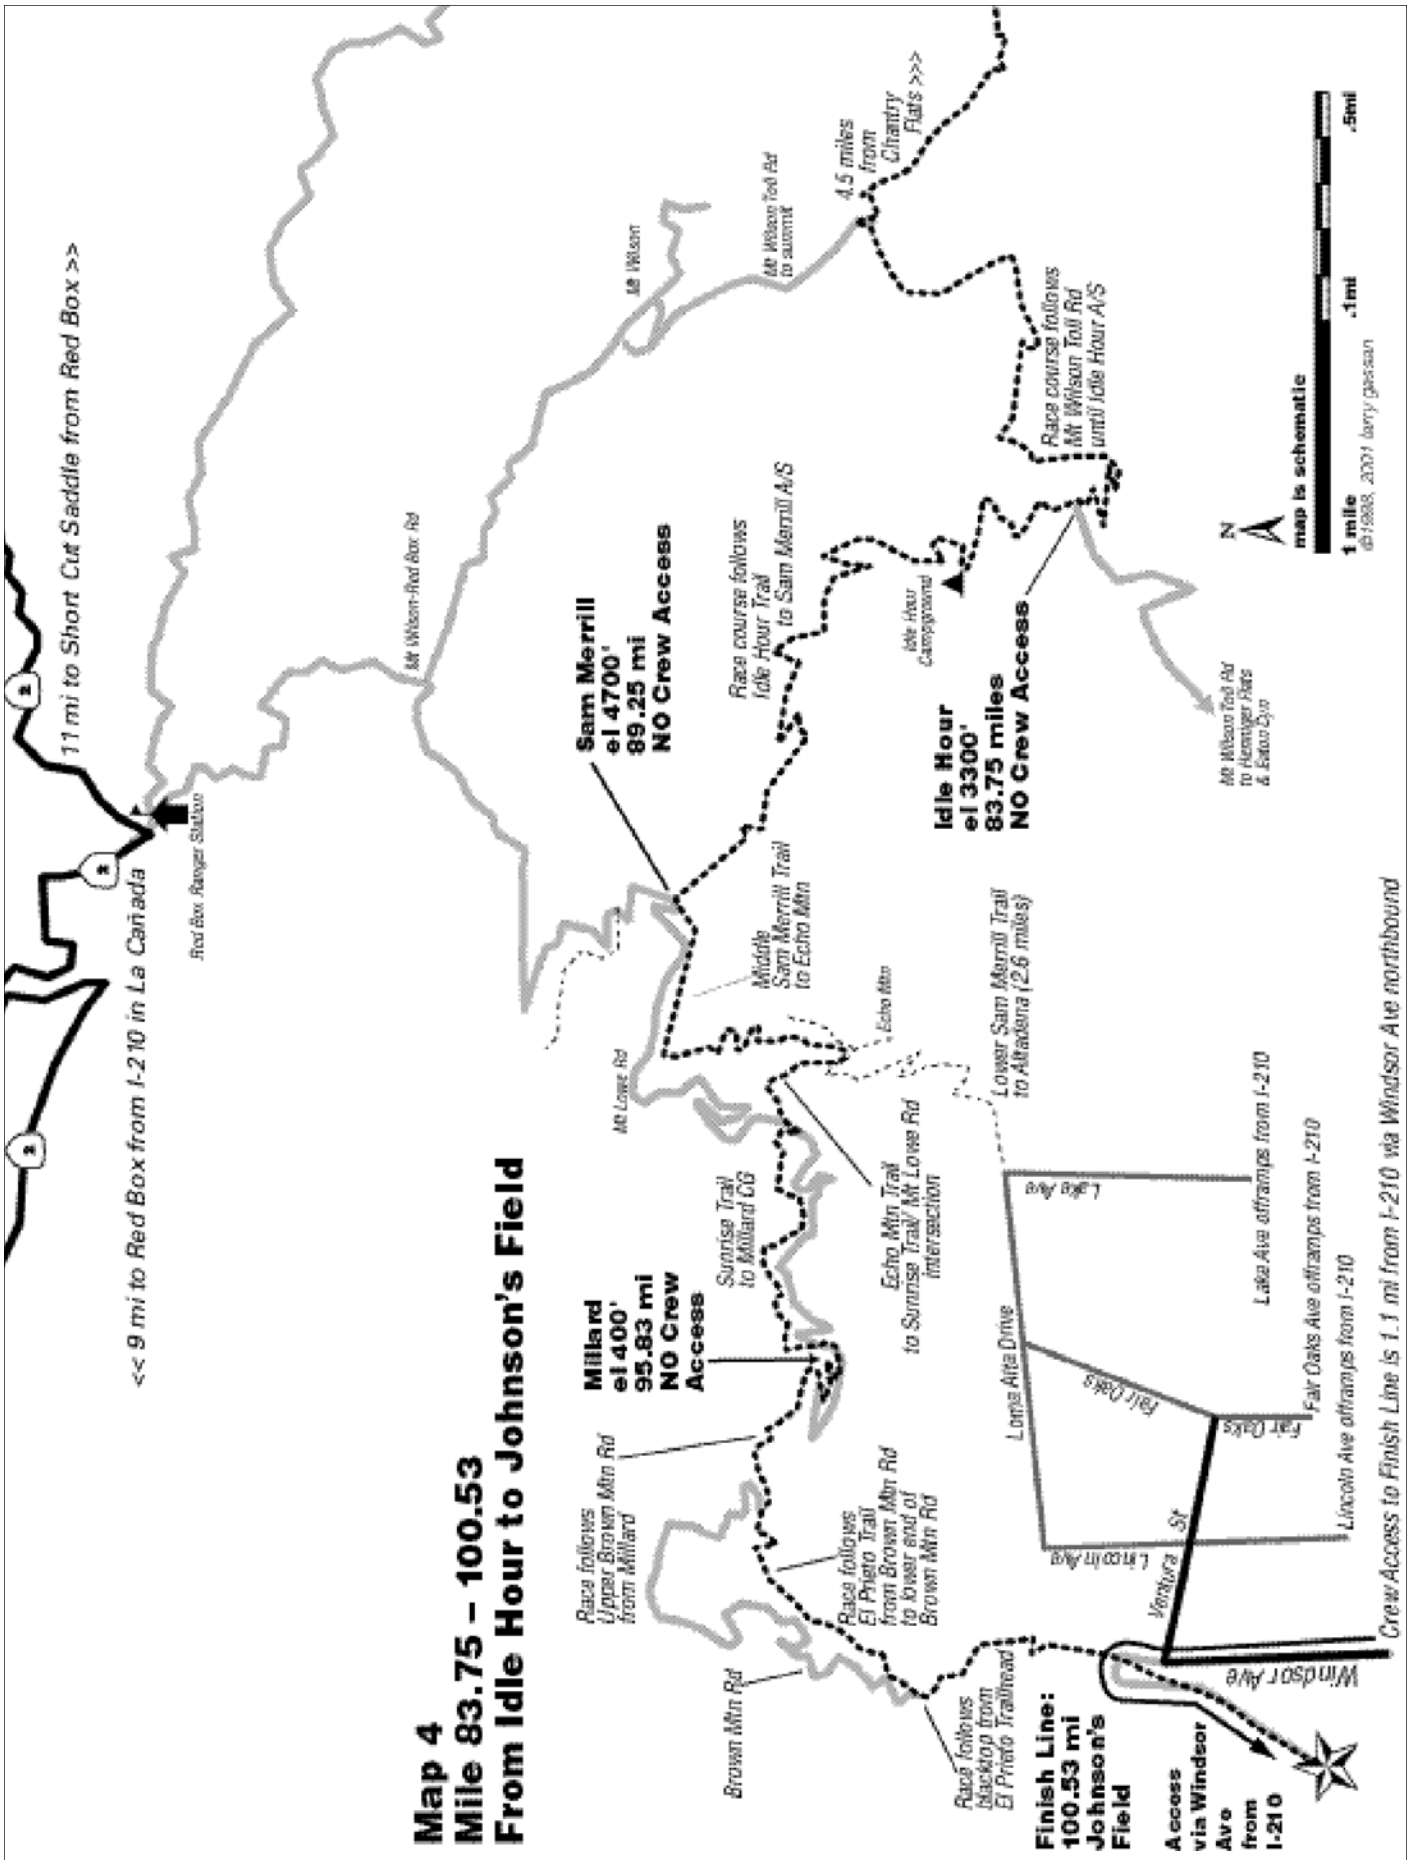 Map 4
Mile 83.75 – 100.53
From Idle Hour to Johnson's Field
<< 9 mi to Red Box from I-210 in La Cañada
11 mi to Short Cut Saddle from Red Box >>
2
2
2
Red Box Ranger Station
Mt Wilson-Red Box Rd
Mt Wilson
Mt Wilson Toll Rd
to summit
4.5 miles
from
Chantry
Flats >>>
Race course follows
Mt Wilson Toll Rd
until Idle Hour A/S
Sam Merrill
el 4700'
89.25 mi
NO Crew Access
Race course follows
Idle Hour Trail
to Sam Merrill A/S
Idle Hour
Campground
Idle Hour
el 3300'
83.75 miles
NO Crew Access
Mt Wilson Toll Rd
to Henniger Flats
& Eaton Cyn
Middle
Sam Merrill Trail
to Echo Mtn
Echo Mtn
Mt Lowe Rd
Lower Sam Merrill Trail
to Altadena (2.6 miles)
Echo Mtn Trail
to Sunrise Trail/ Mt Lowe Rd
intersection
Sunrise Trail
to Millard CG
Millard
el 400'
95.83 mi
NO Crew
Access
Race follows
Upper Brown Mtn Rd
from Millard
Race follows
El Prieto Trail
from Brown Mtn Rd
to lower end of
Brown Mtn Rd
Brown Mtn Rd
Race follows
blacktop from
El Prieto Trailhead
Finish Line:
100.53 mi
Johnson's
Field
Access
via Windsor
Ave
from
I-210
Windsor Ave
Ventura St
Lincoln Ave
Loma Alta Drive
Fair Oaks
Fair Oaks
Lake Ave
Lake Ave offramps from I-210
Fair Oaks Ave offramps from I-210
Lincoln Ave offramps from I-210
Crew Access to Finish Line is 1.1 mi from I-210 via Windsor Ave northbound
N
map is schematic
1 mile
.1mi
.5mi
©1998, 2001 larry gassan